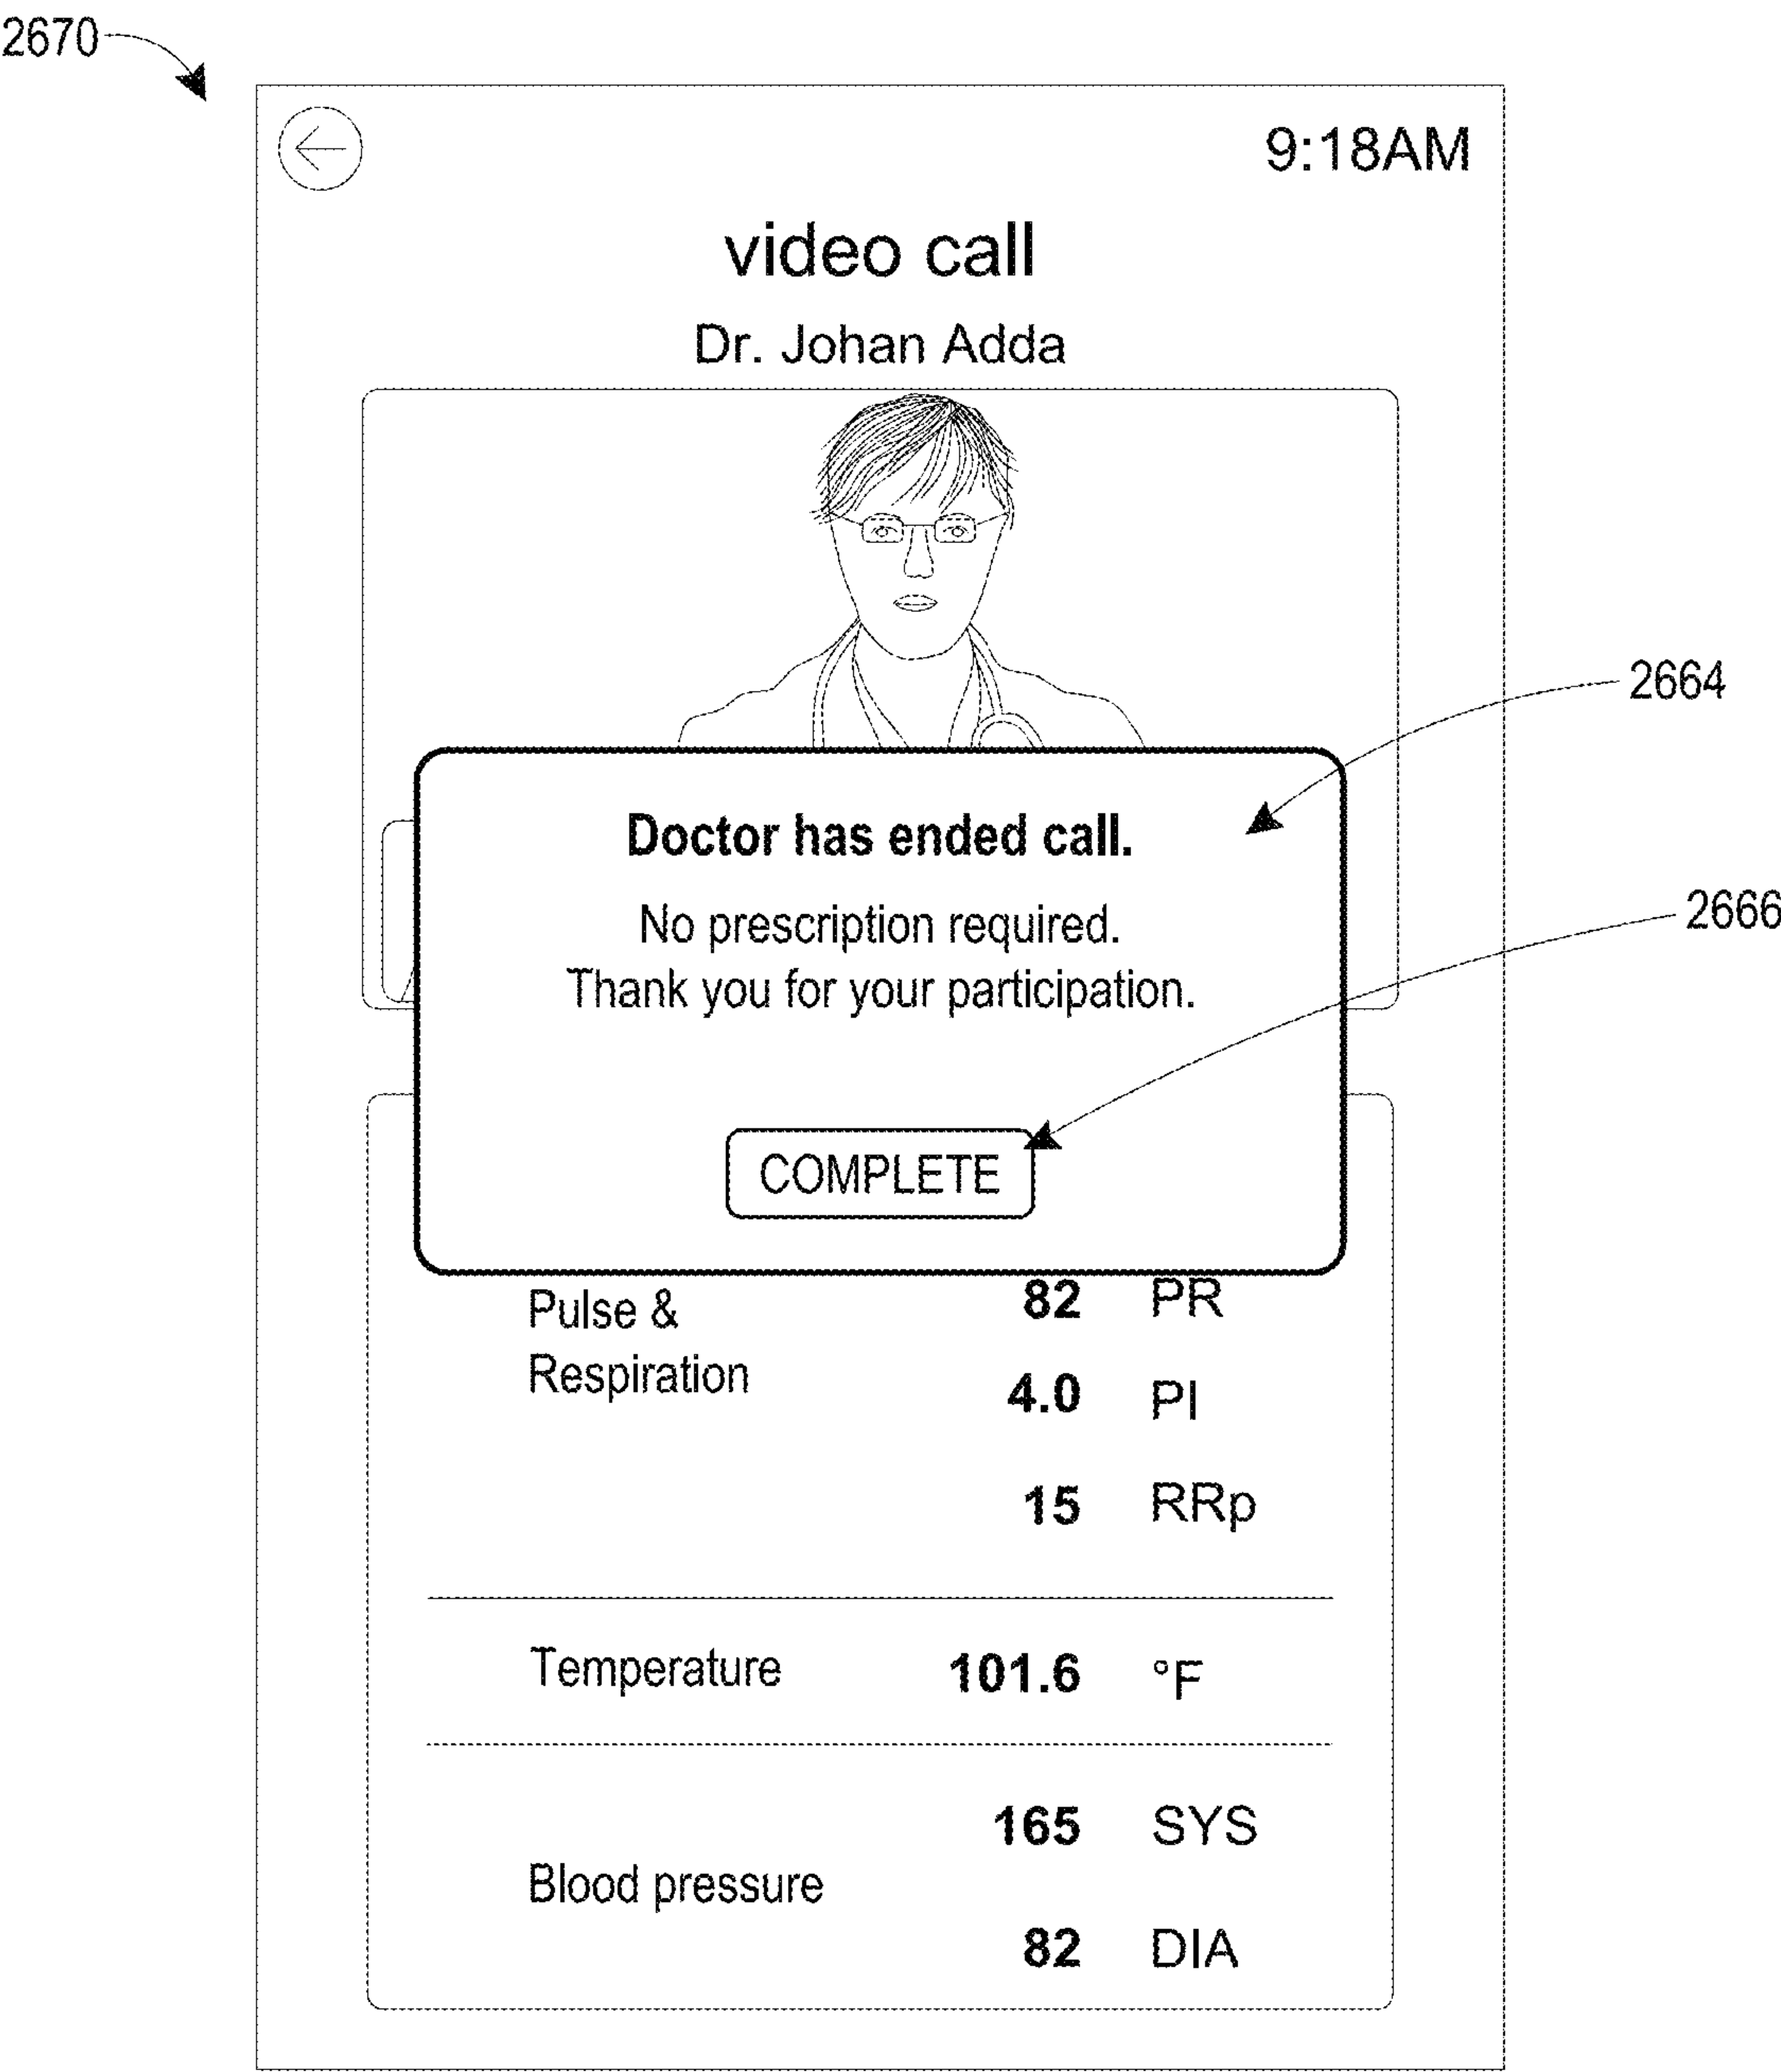 2670
9:18AM
video call
Dr. Johan Adda
2664
Doctor has ended call.
2666
No prescription required.
Thank you for your participation.
COMPLETE
Pulse & 82 PR
Respiration 4.0 PI
15 RRp
Temperature 101.6 °F
165 SYS
Blood pressure
82 DIA